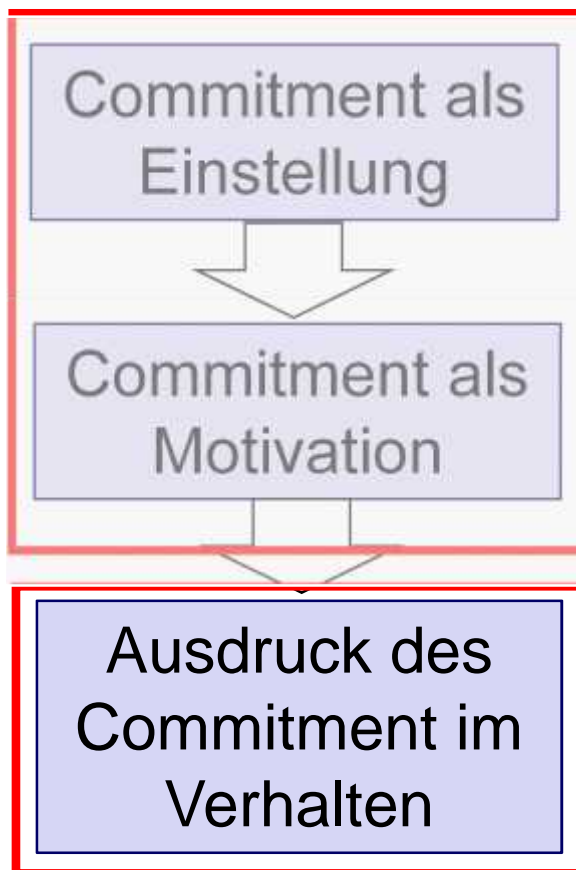 Commitment als
Einstellung
Commitment als
Motivation
Ausdruck des
Commitment im
Verhalten